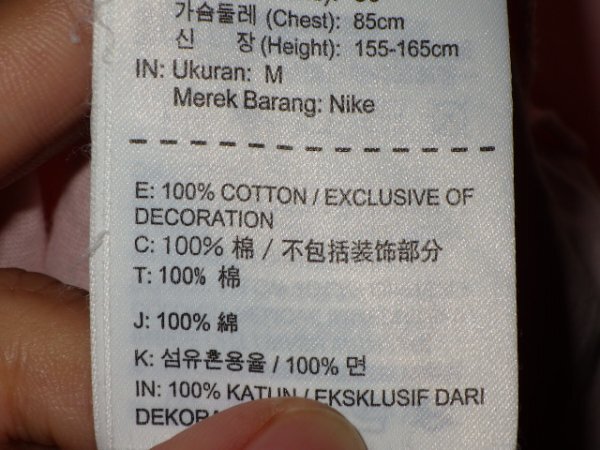 가슴둘레 (Chest): 85cm
신 장 (Height): 155-165cm
IN: Ukuran: M
Merek Barang: Nike
E: 100% COTTON / EXCLUSIVE OF
DECORATION
C: 100% 棉 / 不包括装饰部分
T: 100% 棉
J: 100% 綿
K: 섬유혼용율 / 100% 면
IN: 100% KATUN / EKSKLUSIF DARI